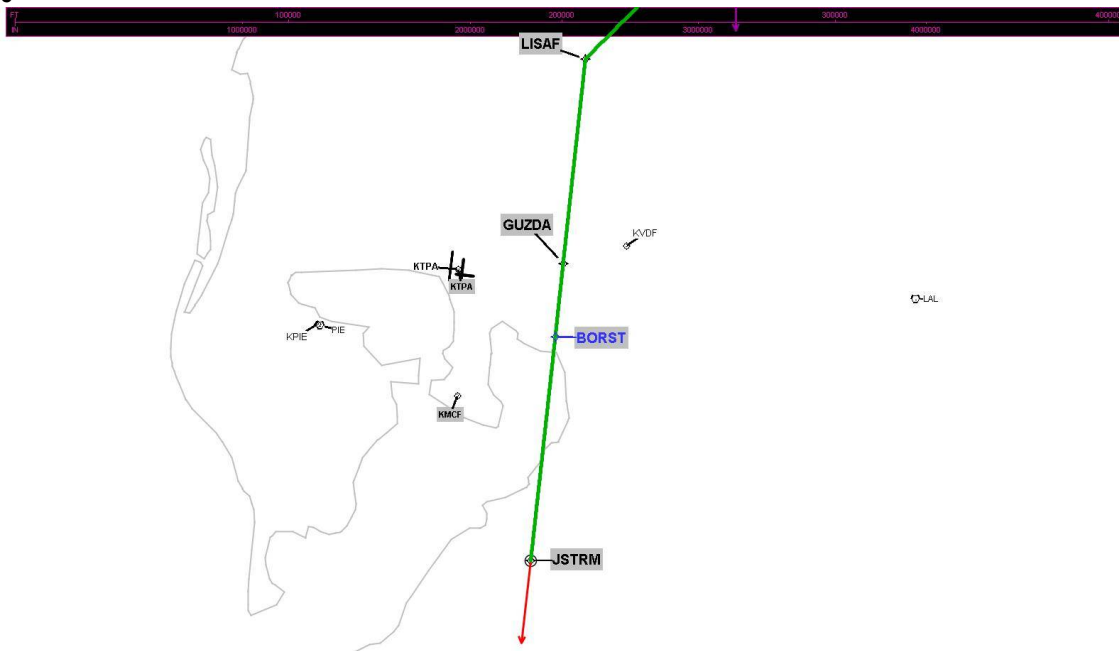 FT
100000
200000
300000
400000
IN
1000000
2000000
3000000
4000000
LISAF
GUZDA
KVDF
KTPA
KTPA
LAL
KPIE
PIE
BORST
KMCF
JSTRM